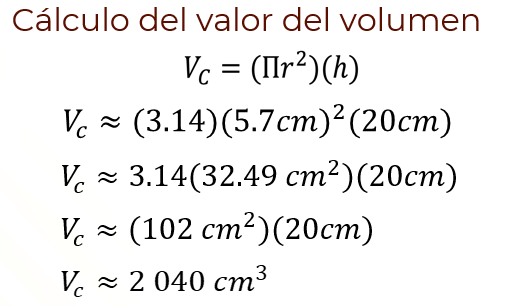 Cálculo del valor del volumen
V_C = (Πr²)(h)
V_c ≈ (3.14)(5.7cm)²(20cm)
V_c ≈ 3.14(32.49 cm²)(20cm)
V_c ≈ (102 cm²)(20cm)
V_c ≈ 2 040 cm³